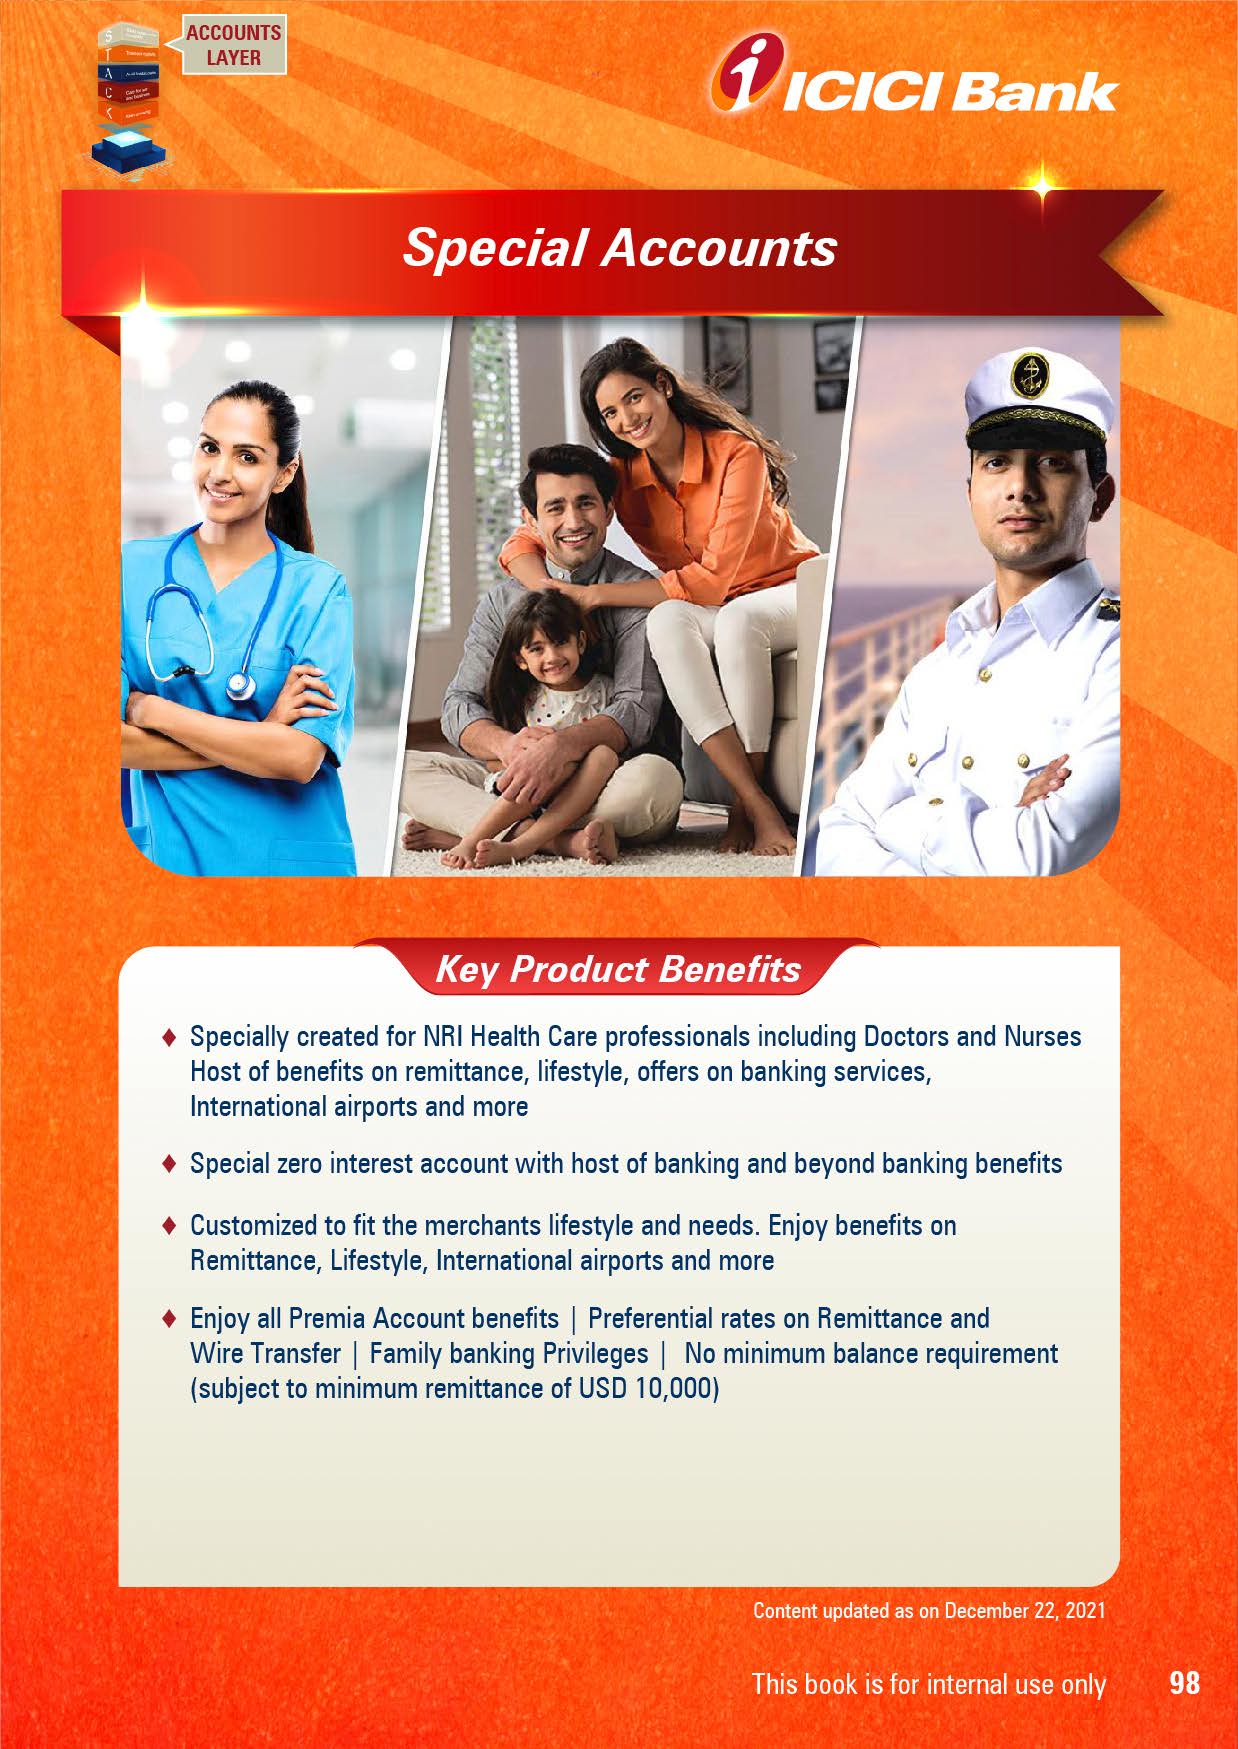 ACCOUNTS
LAYER
S
T
A
C
K
ICICI Bank
Special Accounts
Key Product Benefits
♦ Specially created for NRI Health Care professionals including Doctors and Nurses
Host of benefits on remittance, lifestyle, offers on banking services,
International airports and more
♦ Special zero interest account with host of banking and beyond banking benefits
♦ Customized to fit the merchants lifestyle and needs. Enjoy benefits on
Remittance, Lifestyle, International airports and more
♦ Enjoy all Premia Account benefits | Preferential rates on Remittance and
Wire Transfer | Family banking Privileges | No minimum balance requirement
(subject to minimum remittance of USD 10,000)
Content updated as on December 22, 2021
This book is for internal use only 98